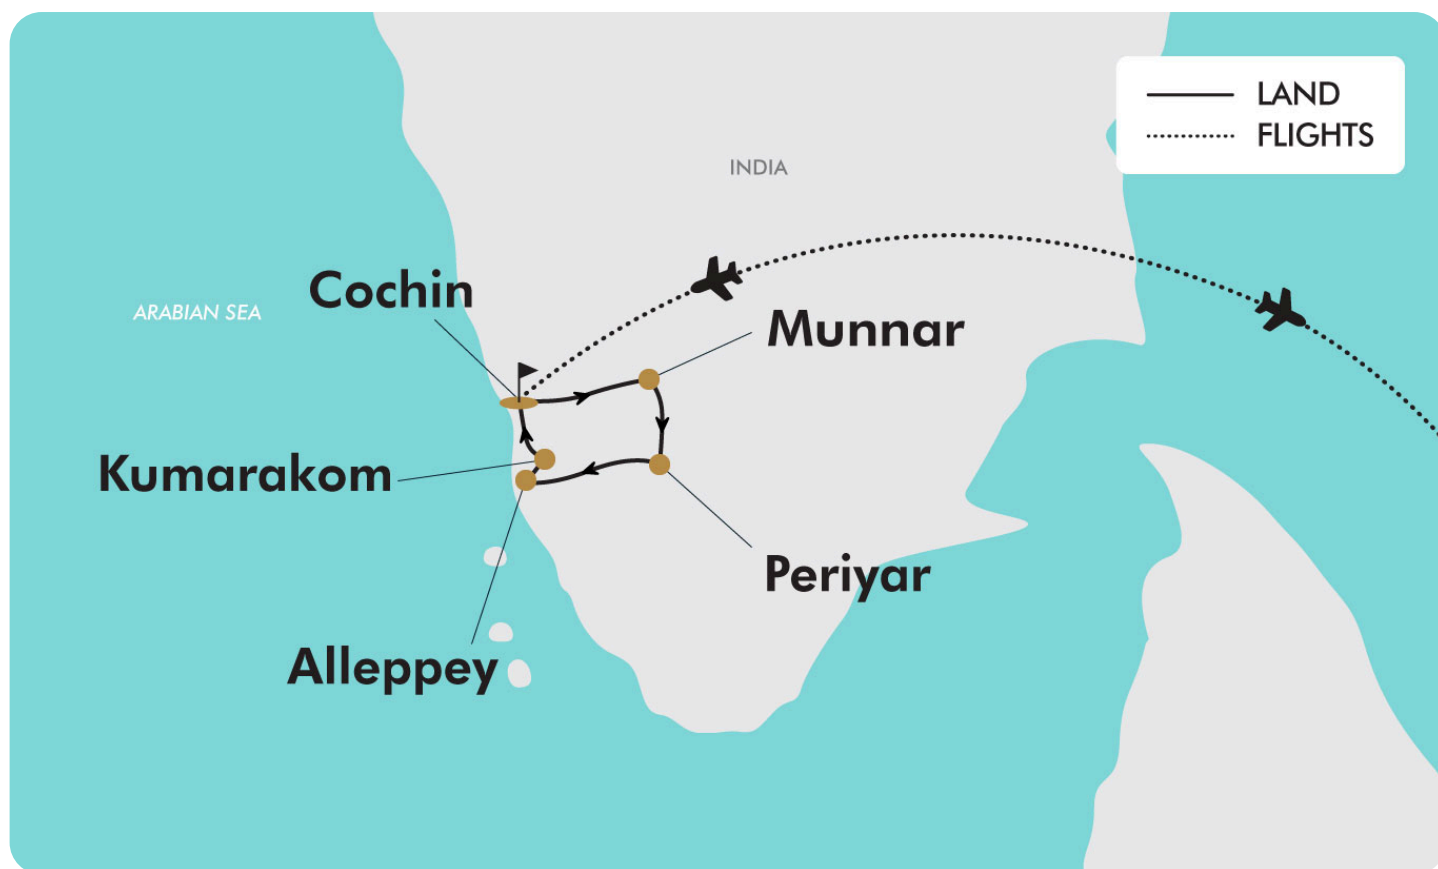 LAND
FLIGHTS
INDIA
Cochin
ARABIAN SEA
Munnar
Kumarakom
Periyar
Alleppey